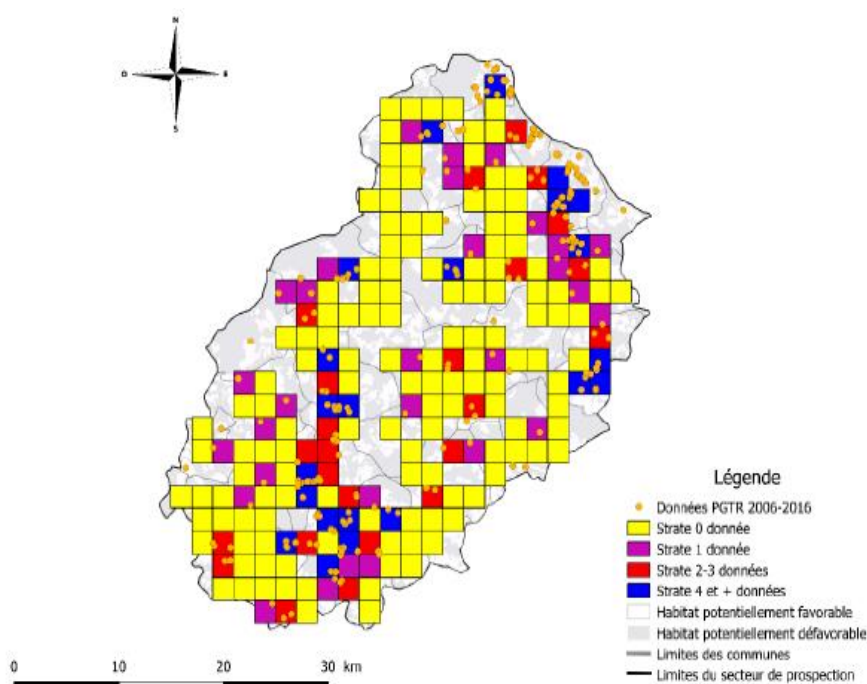 N
O
E
S
Légende
Données PGTR 2006-2016
Strate 0 donnée
Strate 1 donnée
Strate 2-3 données
Strate 4 et + données
Habitat potentiellement favorable
Habitat potentiellement défavorable
Limites des communes
Limites du secteur de prospection
0 10 20 30 km